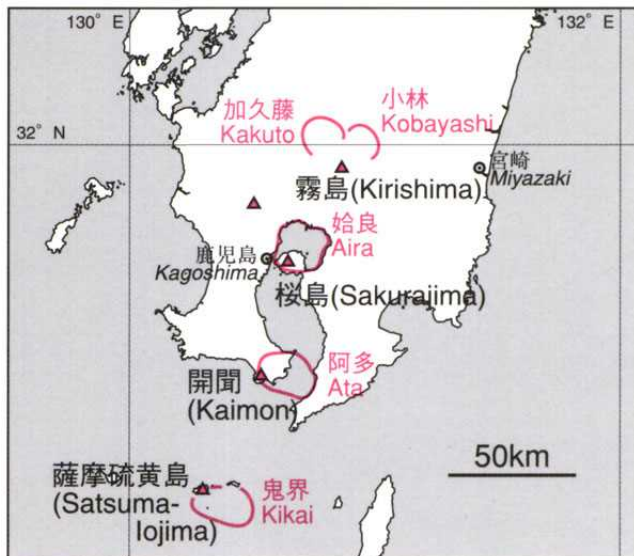 130° E
132° E
32° N
加久藤
Kakuto
小林
Kobayashi
宮崎
Miyazaki
霧島(Kirishima)
姶良
Aira
鹿児島
Kagoshima
桜島(Sakurajima)
開聞
(Kaimon)
阿多
Ata
50km
薩摩硫黄島
(Satsuma-
Iojima)
鬼界
Kikai